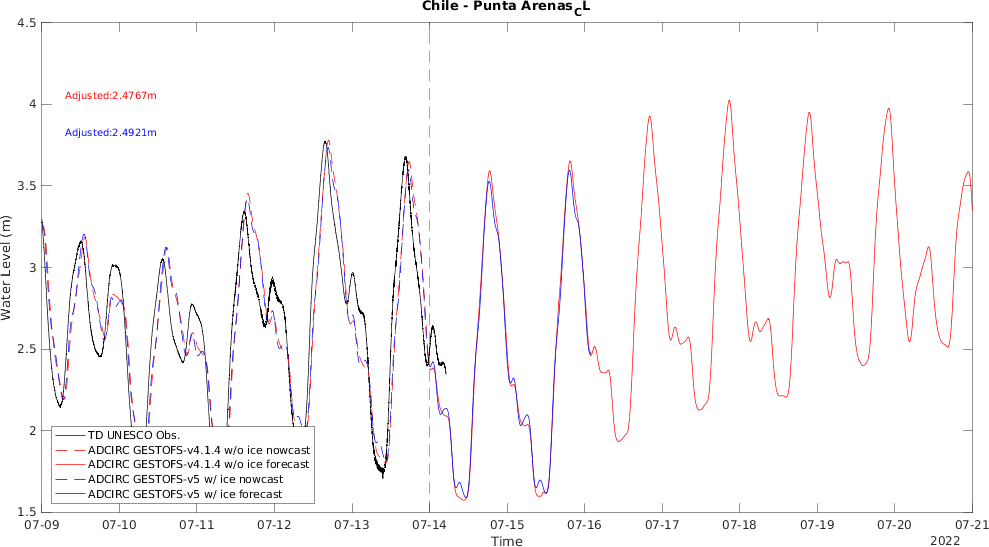 Chile - Punta Arenas_CL
4.5
4
3.5
3
2.5
2
1.5
Water Level (m)
Adjusted:2.4767m
Adjusted:2.4921m
TD UNESCO Obs.
ADCIRC GESTOFS-v4.1.4 w/o ice nowcast
ADCIRC GESTOFS-v4.1.4 w/o ice forecast
ADCIRC GESTOFS-v5 w/ ice nowcast
ADCIRC GESTOFS-v5 w/ ice forecast
07-09 07-10 07-11 07-12 07-13 07-14 07-15 07-16 07-17 07-18 07-19 07-20 07-21
Time
2022